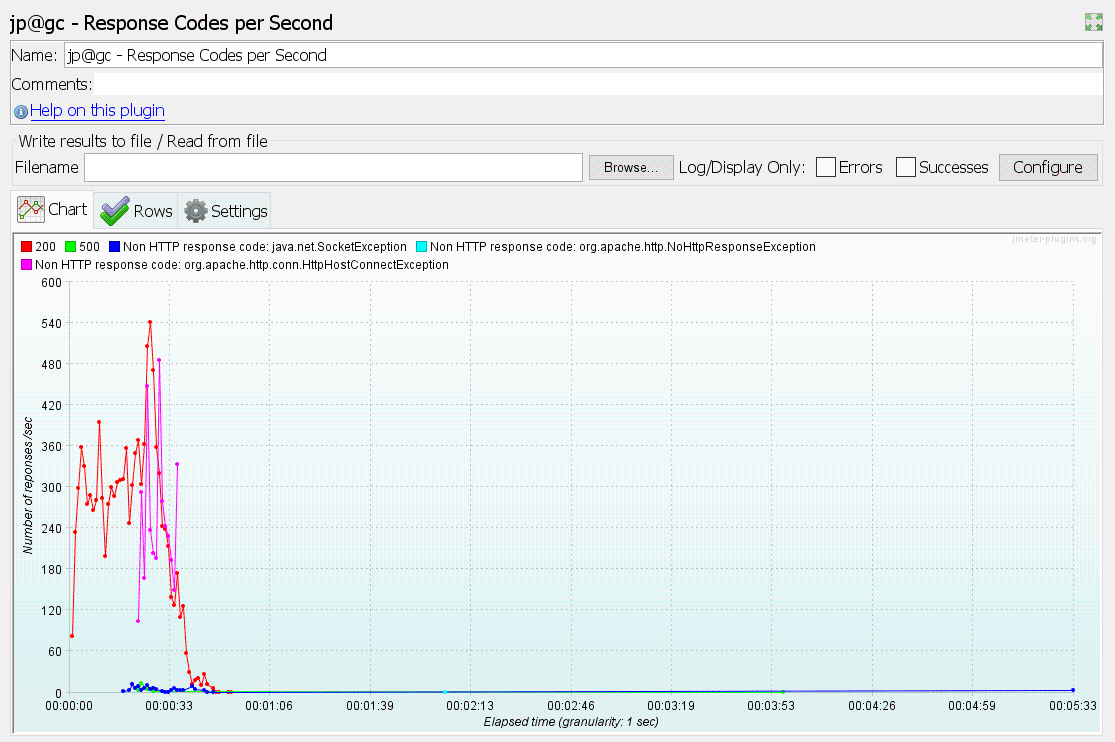 jp@gc - Response Codes per Second
Name: jp@gc - Response Codes per Second
Comments:
Help on this plugin
Write results to file / Read from file
Filename Browse... Log/Display Only: Errors Successes Configure
Chart Rows Settings
200 500 Non HTTP response code: java.net.SocketException Non HTTP response code: org.apache.http.NoHttpResponseException jmeter-plugins.org
Non HTTP response code: org.apache.http.conn.HttpHostConnectException
600
540
480
420
360
300
240
180
120
60
0
Number of reponses /sec
00:00:00 00:00:33 00:01:06 00:01:39 00:02:13 00:02:46 00:03:19 00:03:53 00:04:26 00:04:59 00:05:33
Elapsed time (granularity: 1 sec)